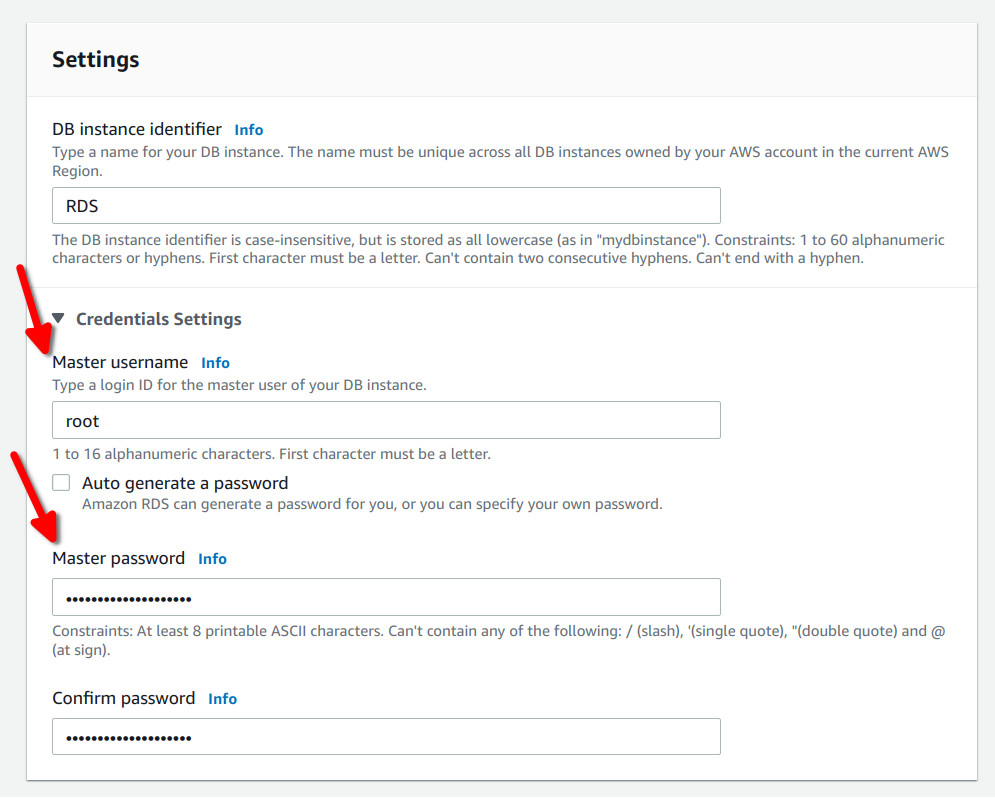 Settings
DB instance identifier Info
Type a name for your DB instance. The name must be unique across all DB instances owned by your AWS account in the current AWS
Region.
RDS
The DB instance identifier is case-insensitive, but is stored as all lowercase (as in "mydbinstance"). Constraints: 1 to 60 alphanumeric
characters or hyphens. First character must be a letter. Can't contain two consecutive hyphens. Can't end with a hyphen.
Credentials Settings
Master username Info
Type a login ID for the master user of your DB instance.
root
1 to 16 alphanumeric characters. First character must be a letter.
Auto generate a password
Amazon RDS can generate a password for you, or you can specify your own password.
Master password Info
••••••••••••••••••••
Constraints: At least 8 printable ASCII characters. Can't contain any of the following: / (slash), '(single quote), "(double quote) and @
(at sign).
Confirm password Info
••••••••••••••••••••